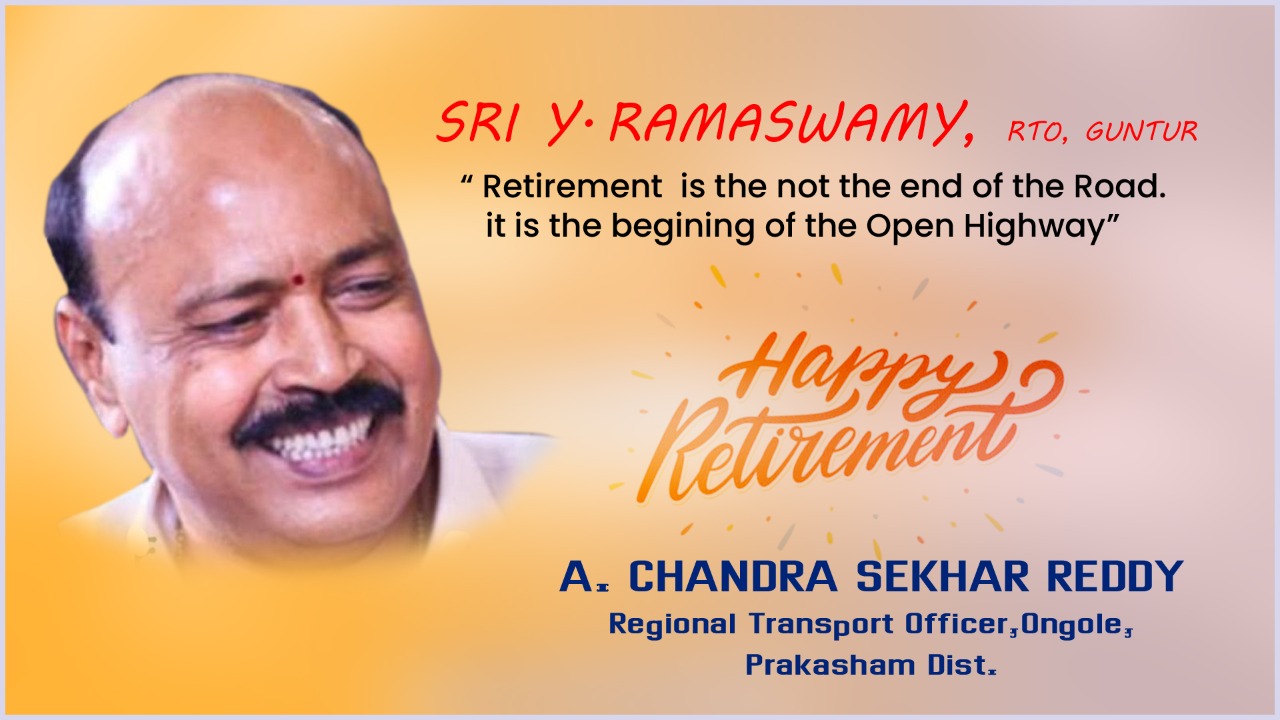 SRI Y. RAMASWAMY, RTO, GUNTUR
“ Retirement is the not the end of the Road.
it is the begining of the Open Highway”
Happy
Retirement
A. CHANDRA SEKHAR REDDY
Regional Transport Officer,Ongole,
Prakasham Dist.